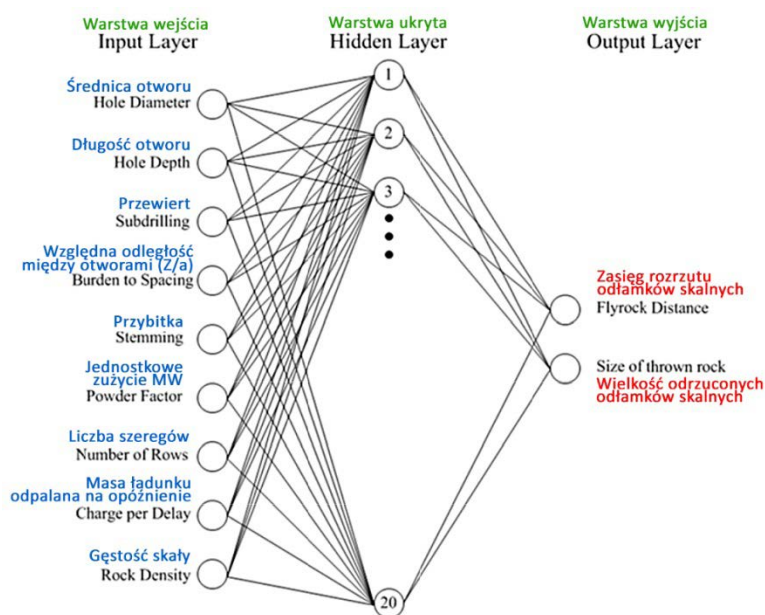 Warstwa wejścia
Input Layer
Warstwa ukryta
Hidden Layer
Warstwa wyjścia
Output Layer
Średnica otworu
Hole Diameter
Długość otworu
Hole Depth
Przewiert
Subdrilling
Względna odległość
między otworami (Z/a)
Burden to Spacing
Przybitka
Stemming
Jednostkowe
zużycie MW
Powder Factor
Liczba szeregów
Number of Rows
Masa ładunku
odpalana na opóźnienie
Charge per Delay
Gęstość skały
Rock Density
1
2
3
20
Zasięg rozrzutu
odłamków skalnych
Flyrock Distance
Size of thrown rock
Wielkość odrzuconych
odłamków skalnych